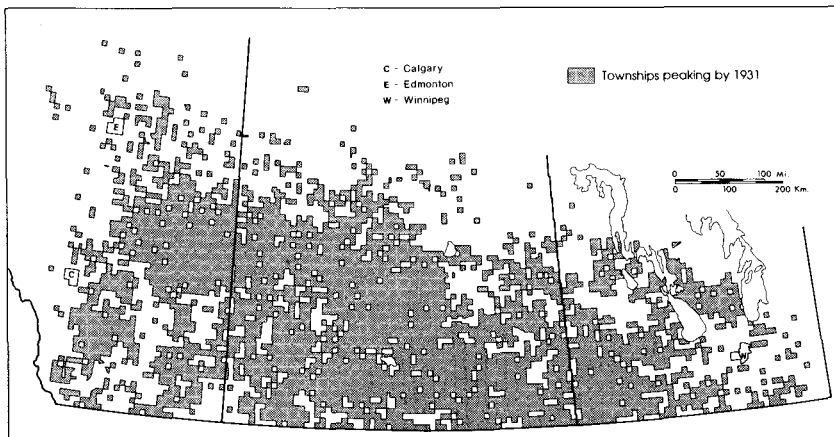 C - Calgary
E - Edmonton
W - Winnipeg
Townships peaking by 1931
0 50 100 Mi.
0 100 200 Km.
E
C
W